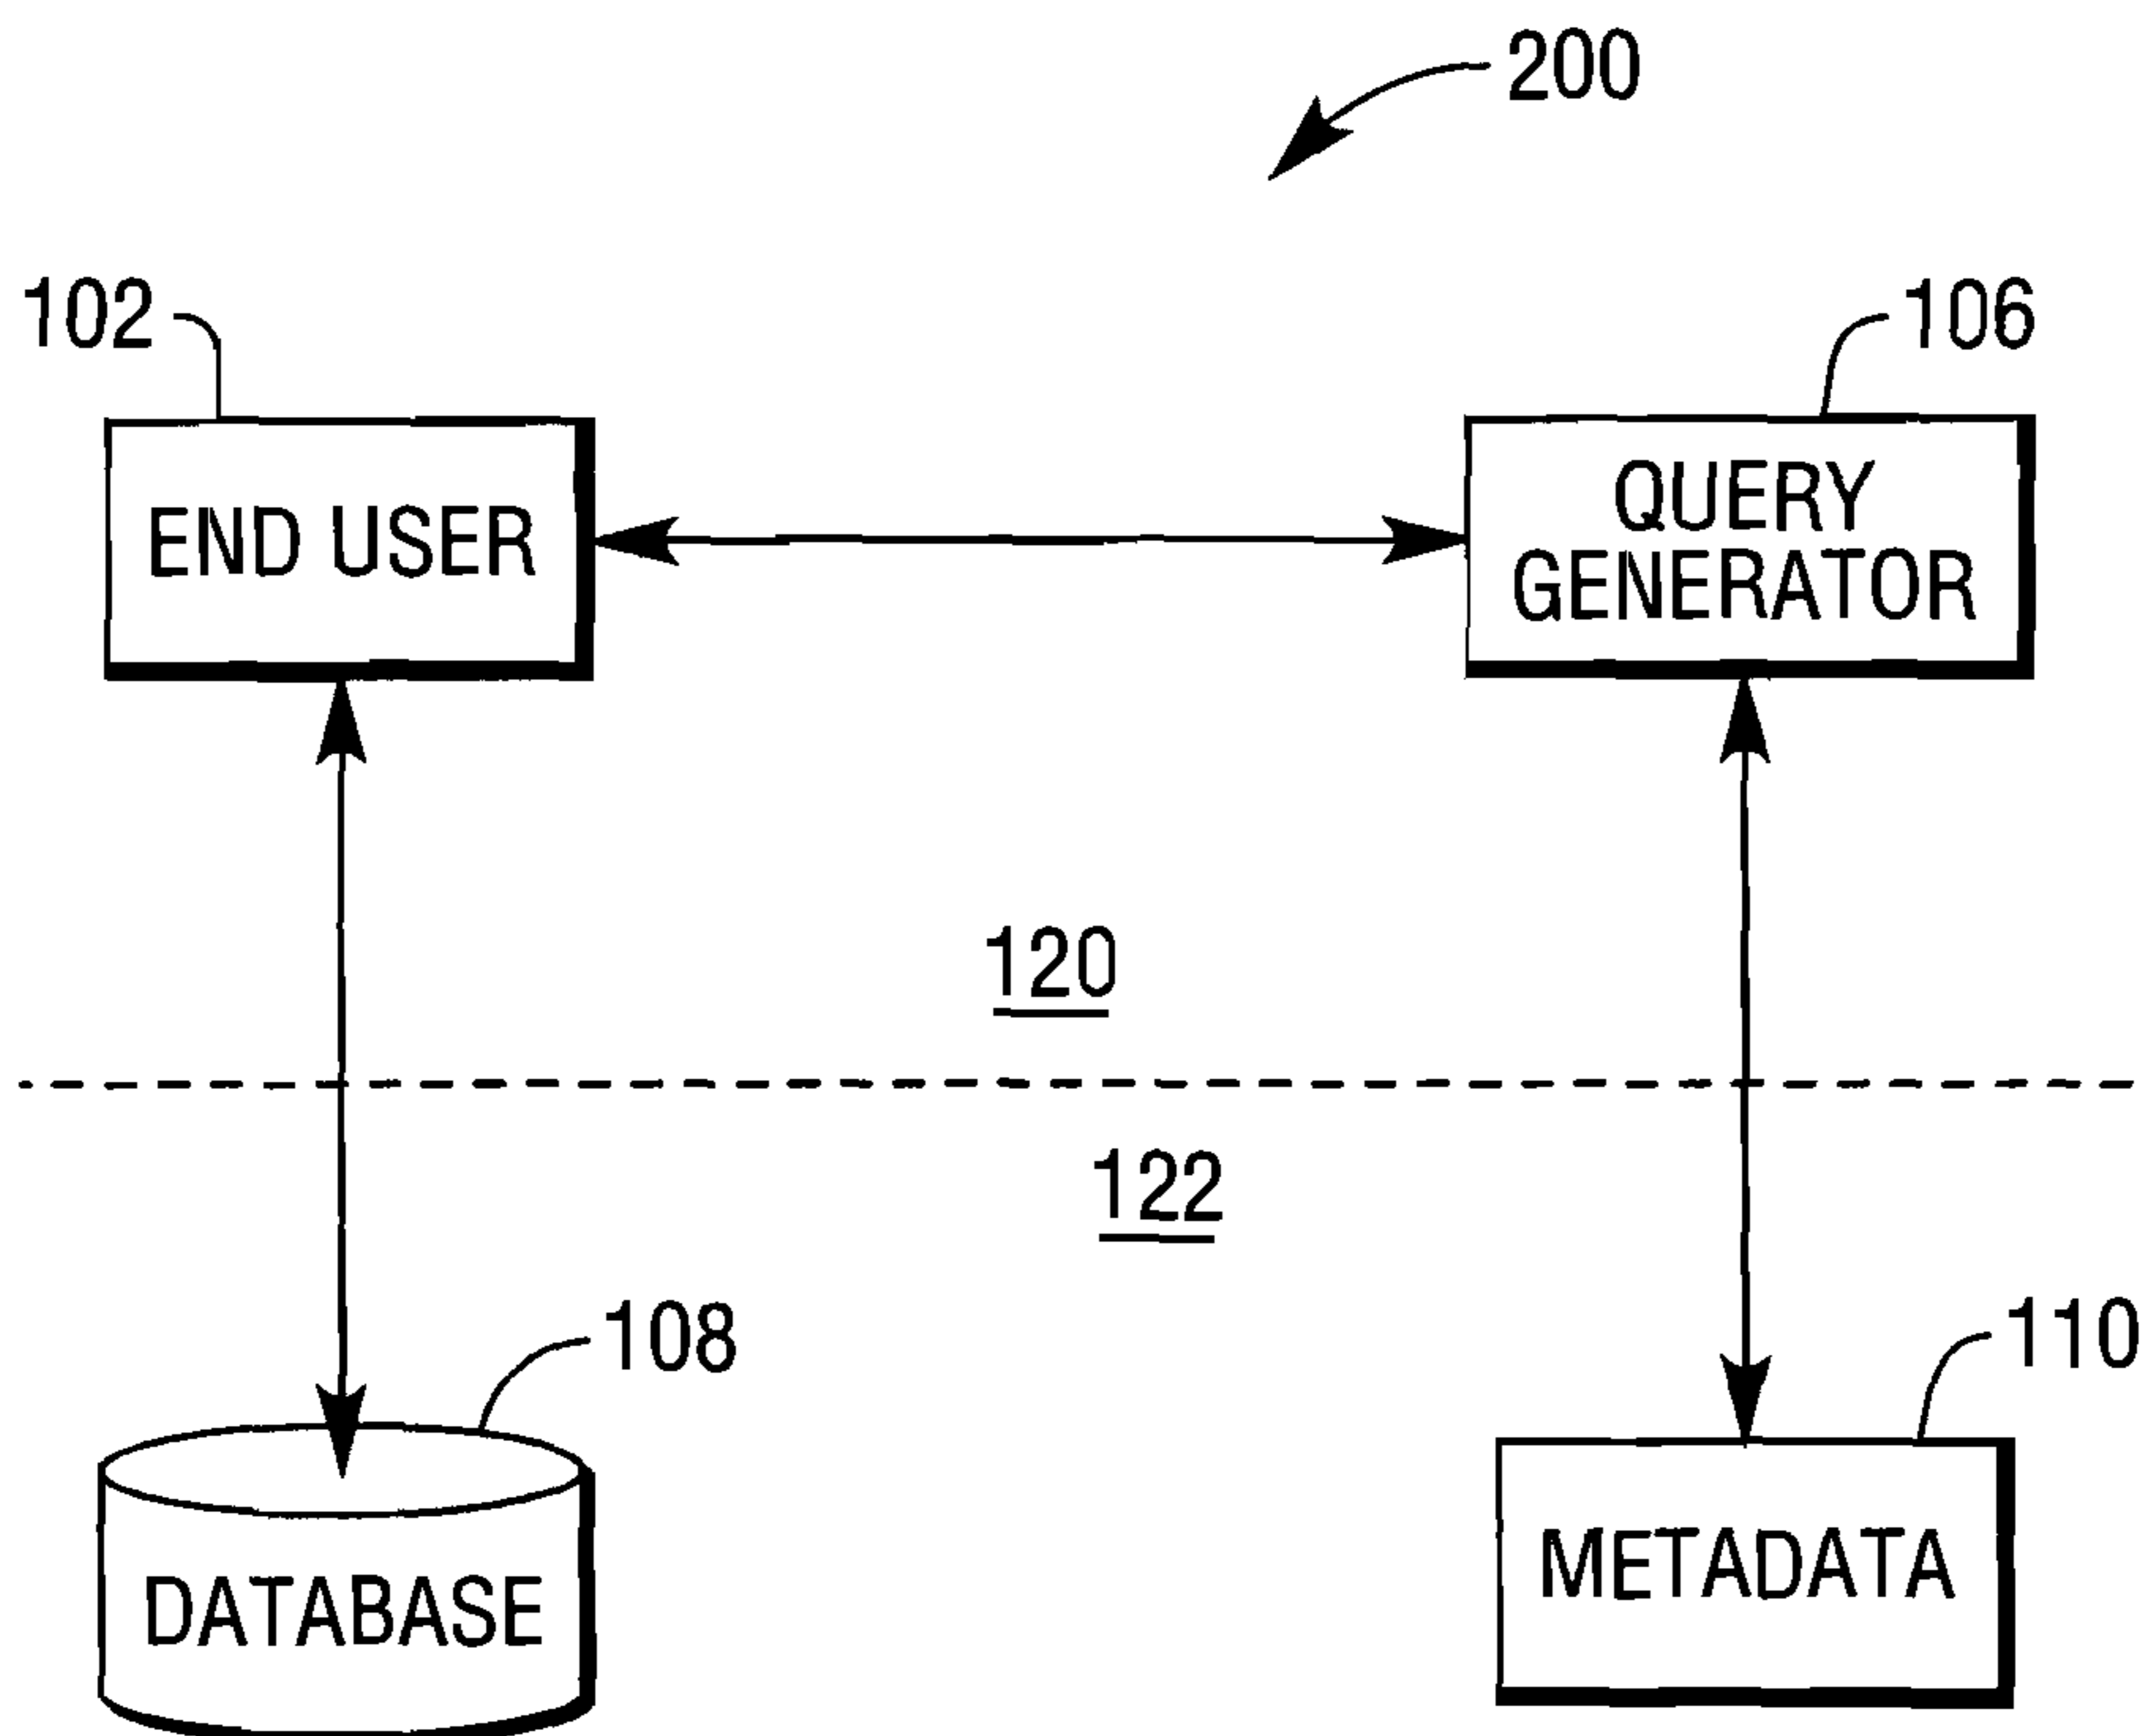 200
102
106
END USER
QUERY
GENERATOR
120
122
108
110
DATABASE
METADATA